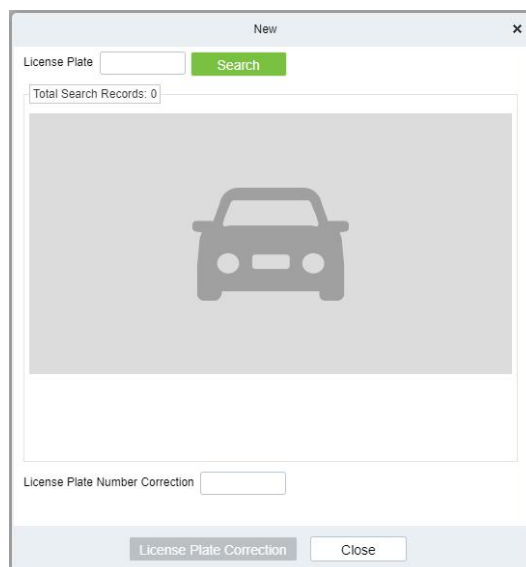 New ×
License Plate Search
Total Search Records: 0
License Plate Number Correction
License Plate Correction Close